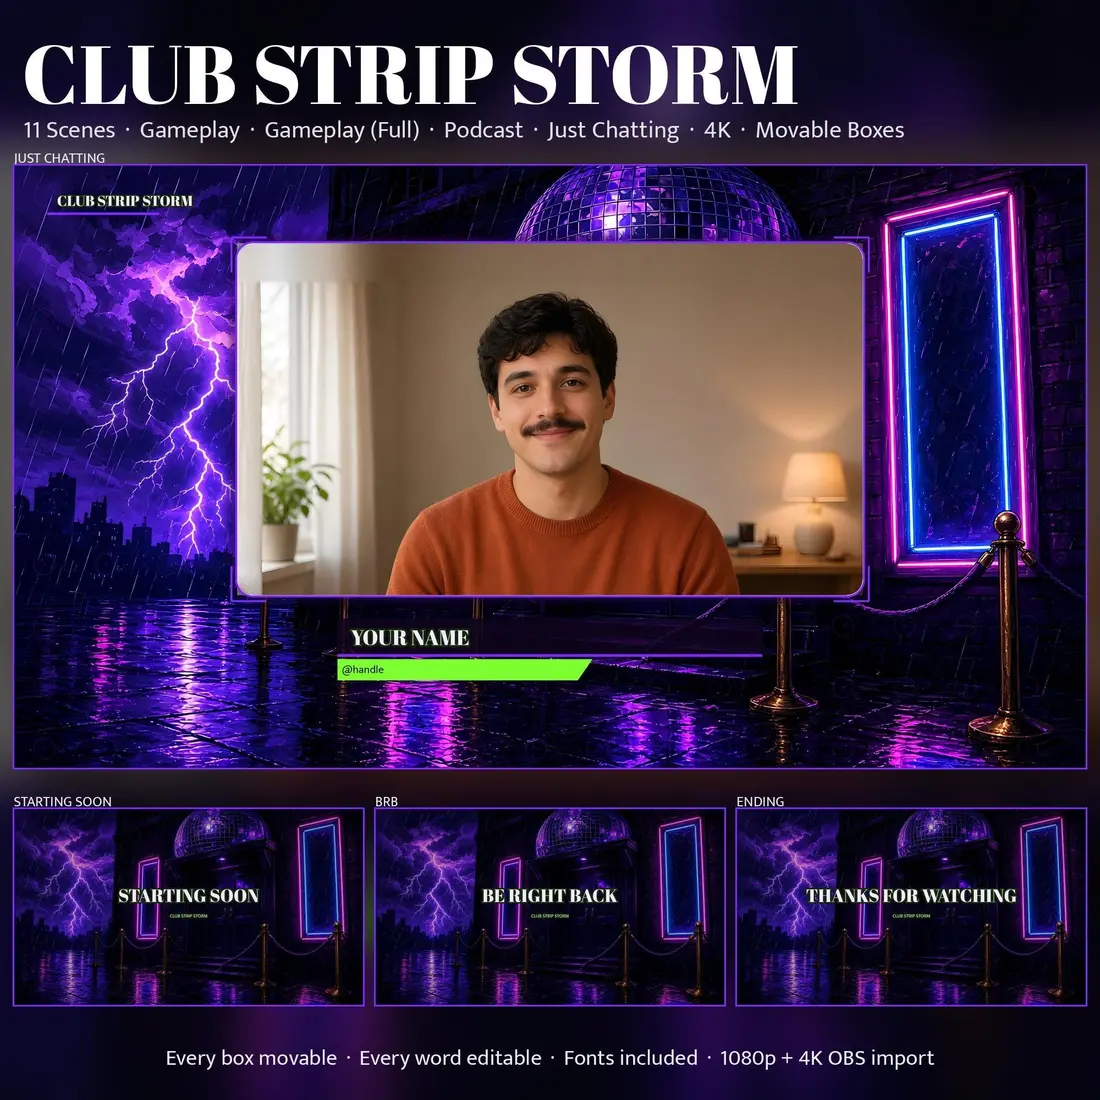 CLUB STRIP STORM
11 Scenes · Gameplay · Gameplay (Full) · Podcast · Just Chatting · 4K · Movable Boxes
JUST CHATTING
CLUB STRIP STORM
YOUR NAME
@handle
STARTING SOON
BRB
ENDING
STARTING SOON
CLUB STRIP STORM
BE RIGHT BACK
CLUB STRIP STORM
THANKS FOR WATCHING
CLUB STRIP STORM
Every box movable · Every word editable · Fonts included · 1080p + 4K OBS import